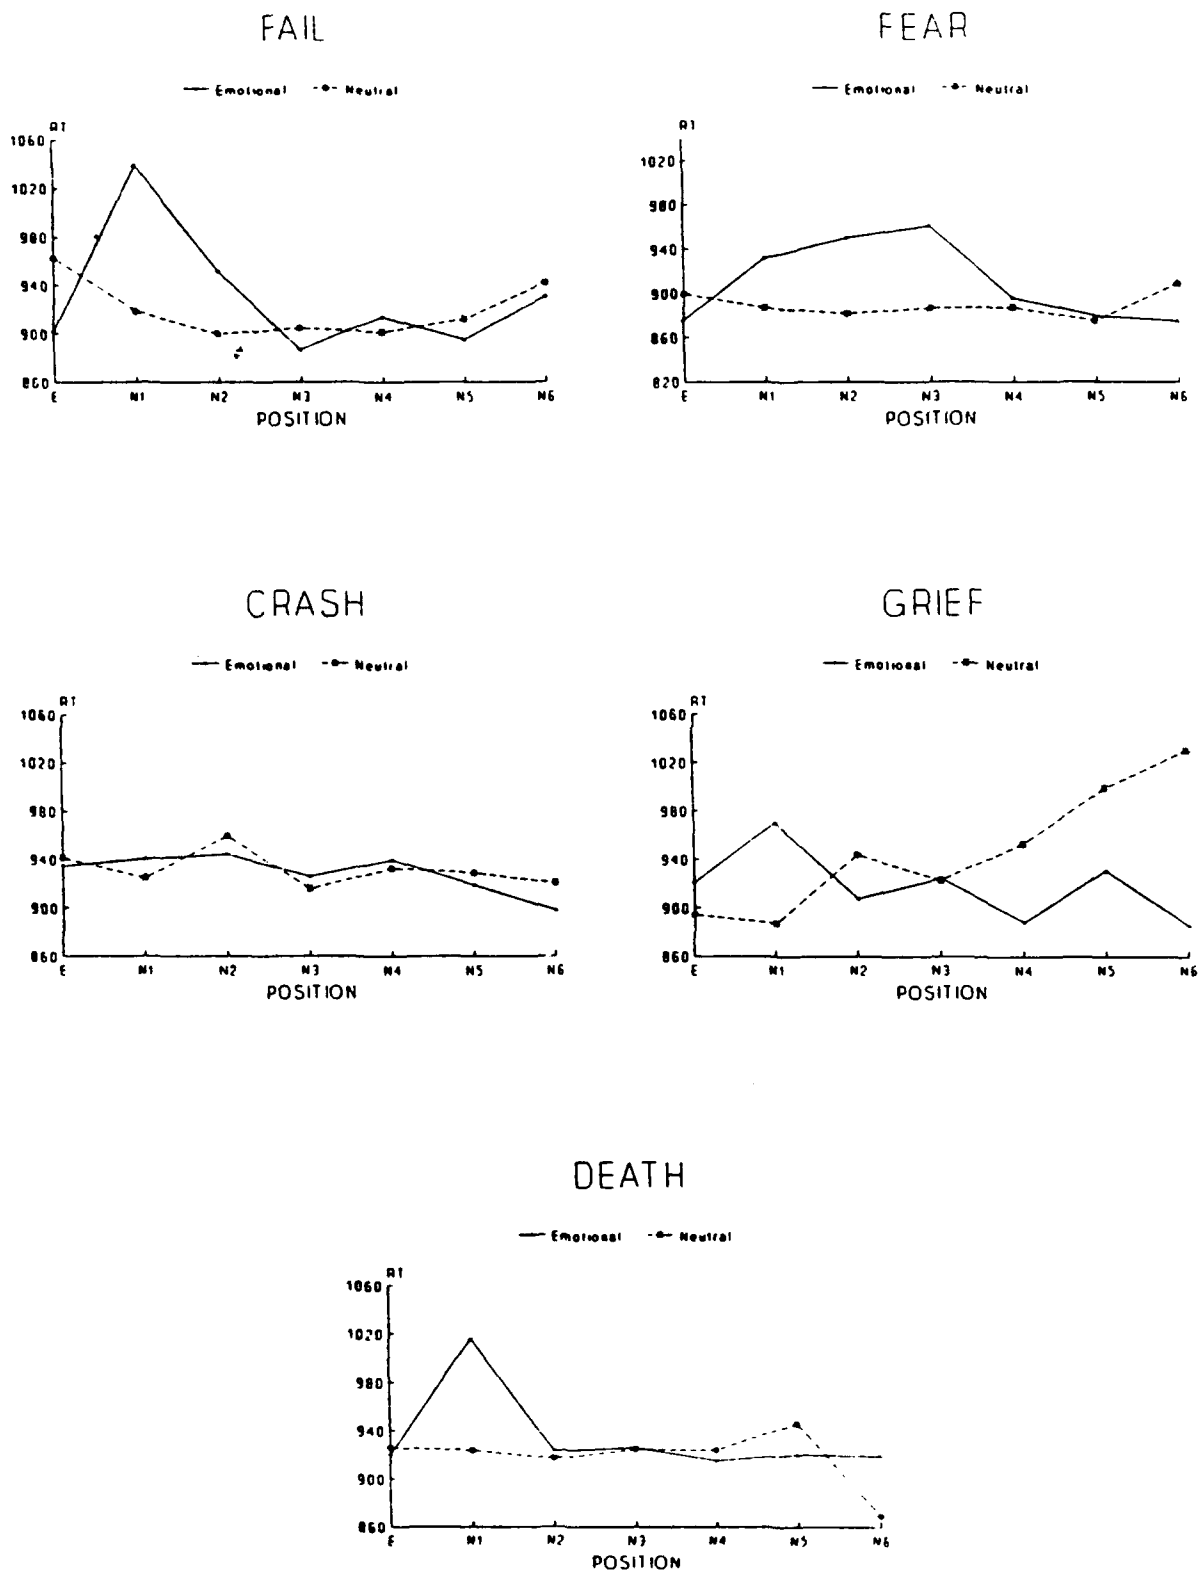 FAIL
Emotional Neutral
RT
1060
1020
980
940
900
860
E N1 N2 N3 N4 N5 N6
POSITION
FEAR
Emotional Neutral
RT
1020
980
940
900
860
820
E N1 N2 N3 N4 N5 N6
POSITION
CRASH
Emotional Neutral
RT
1060
1020
980
940
900
860
E N1 N2 N3 N4 N5 N6
POSITION
GRIEF
Emotional Neutral
RT
1060
1020
980
940
900
860
E N1 N2 N3 N4 N5 N6
POSITION
DEATH
Emotional Neutral
RT
1060
1020
980
940
900
860
E N1 N2 N3 N4 N5 N6
POSITION